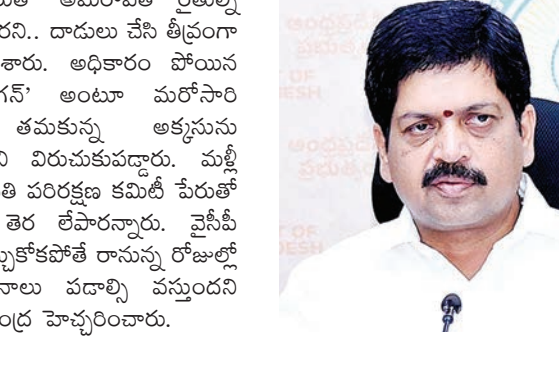 అమరావతి రైతుల్ని
రని.. దాడులు చేసి తీవ్రంగా
శారు. అధికారం పోయిన
గన్’ అంటూ మరోసారి
తమకున్న అక్కసును
ని విరుచుకుపడ్డారు. మళ్లీ
తి పరిరక్షణ కమిటీ పేరుతో
తెర లేపారన్నారు. వైసీపీ
చ్చుకోకపోతే రానున్న రోజుల్లో
నాలు పడాల్సి వస్తుందని
ంద్ర హెచ్చరించారు.